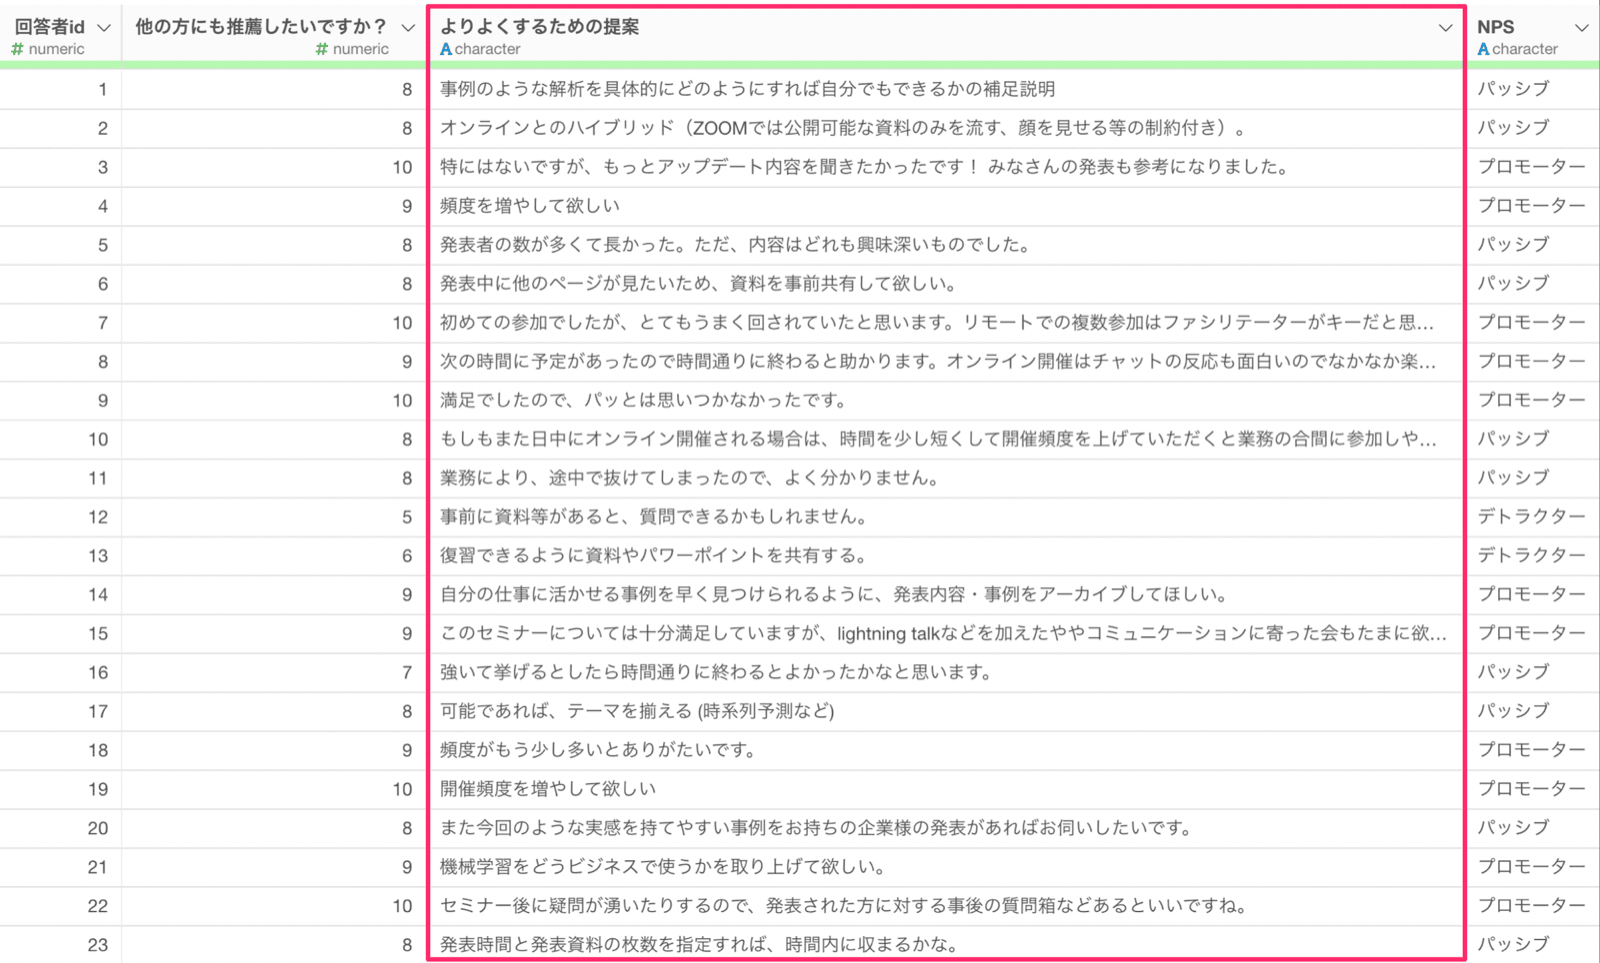 回答者id 他の方にも推薦したいですか？ よりよくするための提案 NPS
# numeric # numeric A character A character
1 8 事例のような解析を具体的にどのようにすれば自分でもできるかの補足説明 パッシブ
2 8 オンラインとのハイブリッド（ZOOMでは公開可能な資料のみを流す、顔を見せる等の制約付き）。 パッシブ
3 10 特にはないですが、もっとアップデート内容を聞きたかったです！ みなさんの発表も参考になりました。 プロモーター
4 9 頻度を増やして欲しい プロモーター
5 8 発表者の数が多くて長かった。ただ、内容はどれも興味深いものでした。 パッシブ
6 8 発表中に他のページが見たいため、資料を事前共有して欲しい。 パッシブ
7 10 初めての参加でしたが、とてもうまく回されていたと思います。リモートでの複数参加はファシリテーターがキーだと思… プロモーター
8 9 次の時間に予定があったので時間通りに終わると助かります。オンライン開催はチャットの反応も面白いのでなかなか楽… プロモーター
9 10 満足でしたので、パッとは思いつかなかったです。 プロモーター
10 8 もしもまた日中にオンライン開催される場合は、時間を少し短くして開催頻度を上げていただくと業務の合間に参加しや… パッシブ
11 8 業務により、途中で抜けてしまったので、よく分かりません。 パッシブ
12 5 事前に資料等があると、質問できるかもしれません。 デトラクター
13 6 復習できるように資料やパワーポイントを共有する。 デトラクター
14 9 自分の仕事に活かせる事例を早く見つけられるように、発表内容・事例をアーカイブしてほしい。 プロモーター
15 9 このセミナーについては十分満足していますが、lightning talkなどを加えたややコミュニケーションに寄った会もたまに欲… プロモーター
16 7 強いて挙げるとしたら時間通りに終わるとよかったかなと思います。 パッシブ
17 8 可能であれば、テーマを揃える (時系列予測など) パッシブ
18 9 頻度がもう少し多いとありがたいです。 プロモーター
19 10 開催頻度を増やして欲しい プロモーター
20 8 また今回のような実感を持てやすい事例をお持ちの企業様の発表があればお伺いしたいです。 パッシブ
21 9 機械学習をどうビジネスで使うかを取り上げて欲しい。 プロモーター
22 10 セミナー後に疑問が湧いたりするので、発表された方に対する事後の質問箱などあるといいですね。 プロモーター
23 8 発表時間と発表資料の枚数を指定すれば、時間内に収まるかな。 パッシブ